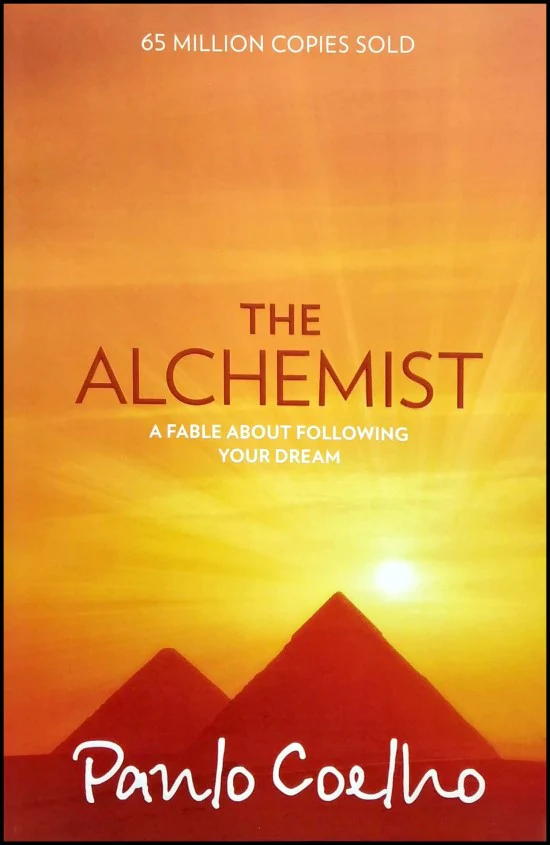 65 MILLION COPIES SOLD
THE
ALCHEMIST
A FABLE ABOUT FOLLOWING
YOUR DREAM
Paulo Coelho